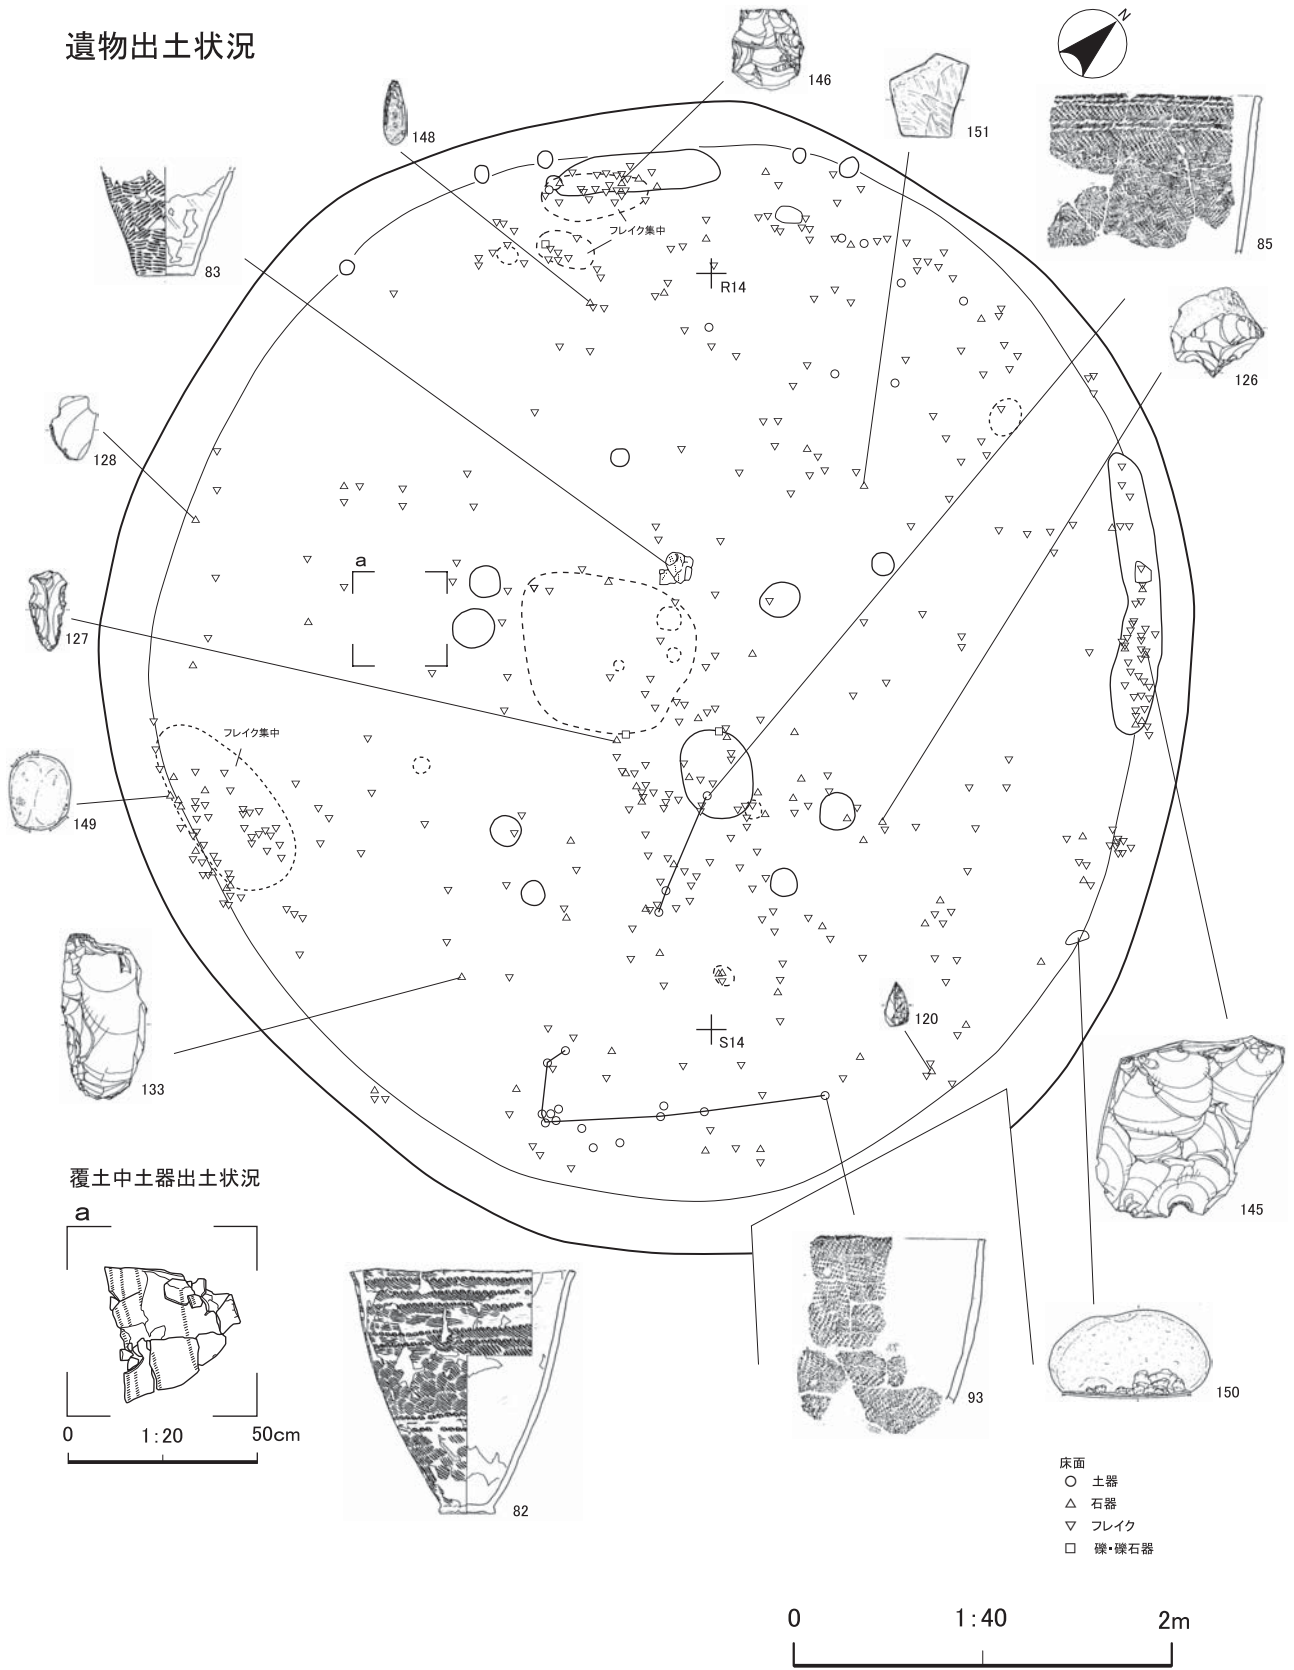 遺物出土状況
N
146
148
151
83
85
フレイク集中
R14
126
128
a
127
フレイク集中
149
120
S14
133
145
覆土中土器出土状況
a
0 1:20 50cm
82
93
150
床面
○ 土器
△ 石器
▽ フレイク
□ 礫・礫石器
0 1:40 2m